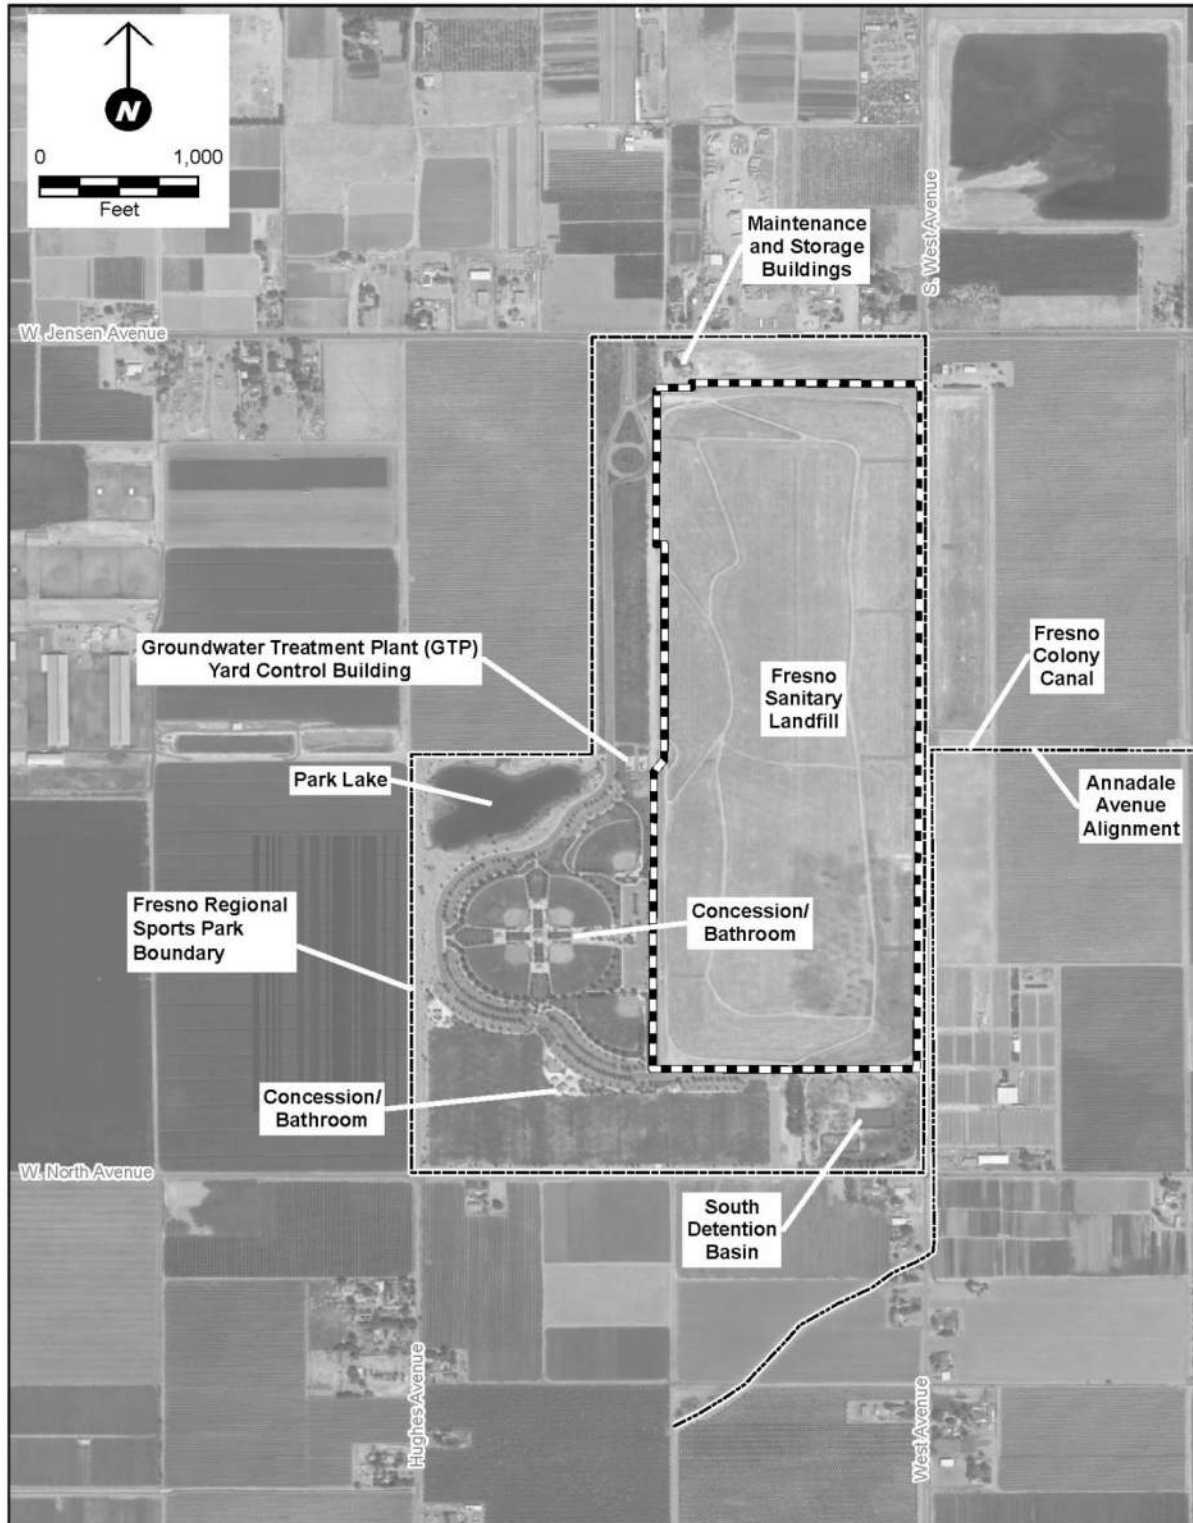 N
0 1,000
Feet
Maintenance
and Storage
Buildings
S. West Avenue
W. Jensen Avenue
Groundwater Treatment Plant (GTP)
Yard Control Building
Fresno
Sanitary
Landfill
Fresno
Colony
Canal
Park Lake
Annadale
Avenue
Alignment
Fresno Regional
Sports Park
Boundary
Concession/
Bathroom
Concession/
Bathroom
W. North Avenue
South
Detention
Basin
Hughes Avenue
West Avenue